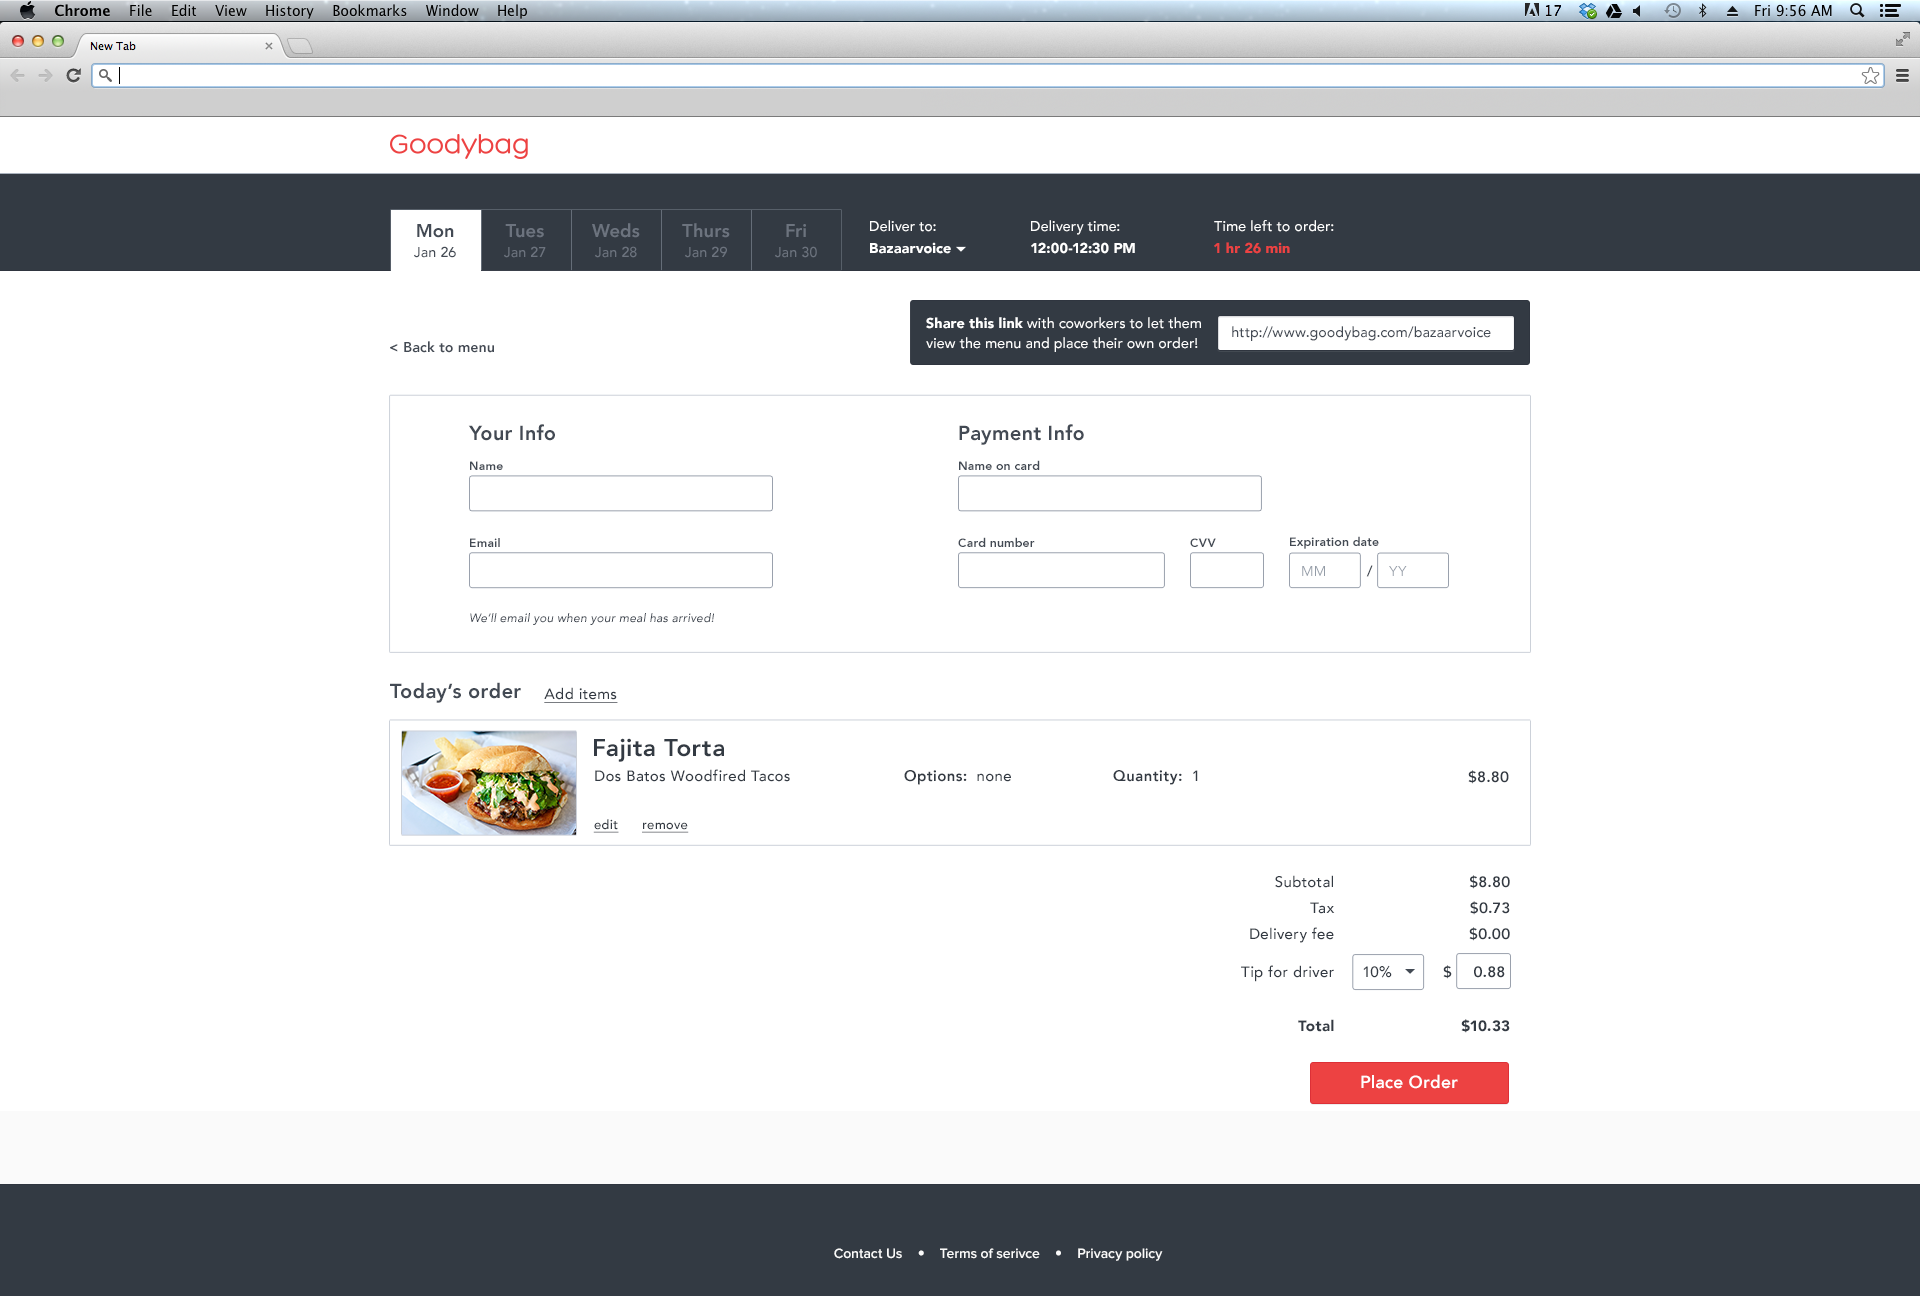 Chrome File Edit View History Bookmarks Window Help 17 Fri 9:56 AM
New Tab
Goodybag
Mon Tues Weds Thurs Fri
Jan 26 Jan 27 Jan 28 Jan 29 Jan 30
Deliver to: Delivery time: Time left to order:
Bazaarvoice 12:00-12:30 PM 1 hr 26 min
Share this link with coworkers to let them
view the menu and place their own order!
http://www.goodybag.com/bazaarvoice
< Back to menu
Your Info
Name
Email
We'll email you when your meal has arrived!
Payment Info
Name on card
Card number CVV Expiration date
MM / YY
Today's order Add items
Fajita Torta
Dos Batos Woodfired Tacos Options: none Quantity: 1 $8.80
edit remove
Subtotal $8.80
Tax $0.73
Delivery fee $0.00
Tip for driver 10% $ 0.88
Total $10.33
Place Order
Contact Us • Terms of serivce • Privacy policy